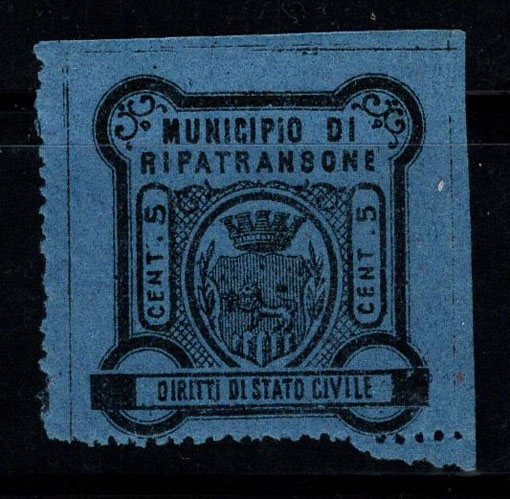 MUNICIPIO DI
RIPATRANSONE
CENT. 5
CENT. 5
DIRITTI DI STATO CIVILE